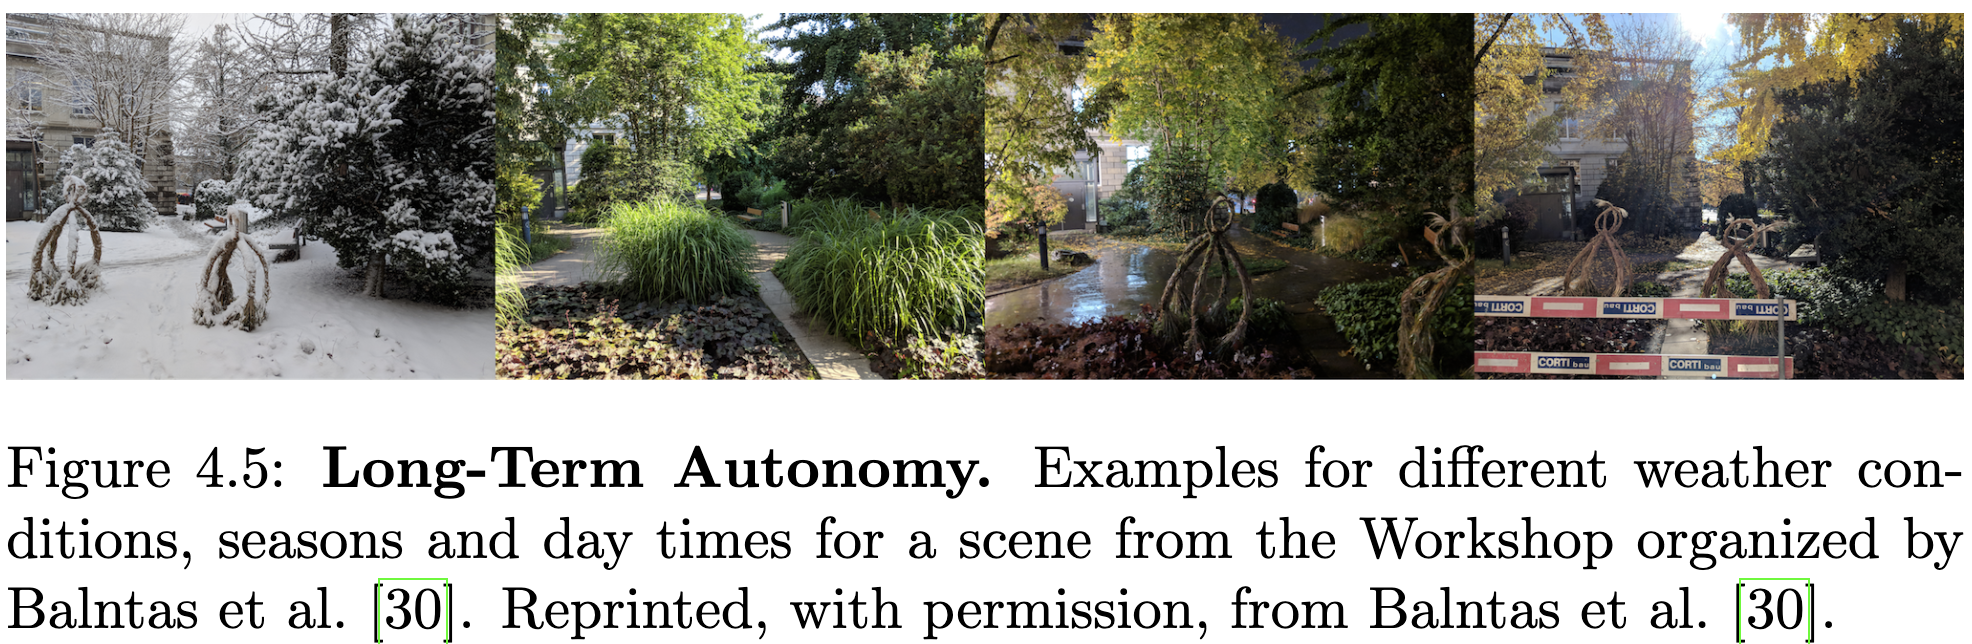 CORTI bau CORTI bau CORTI bau
CORTI bau CORTI bau
Figure 4.5: Long-Term Autonomy. Examples for different weather con-
ditions, seasons and day times for a scene from the Workshop organized by
Balntas et al. [30]. Reprinted, with permission, from Balntas et al. [30].